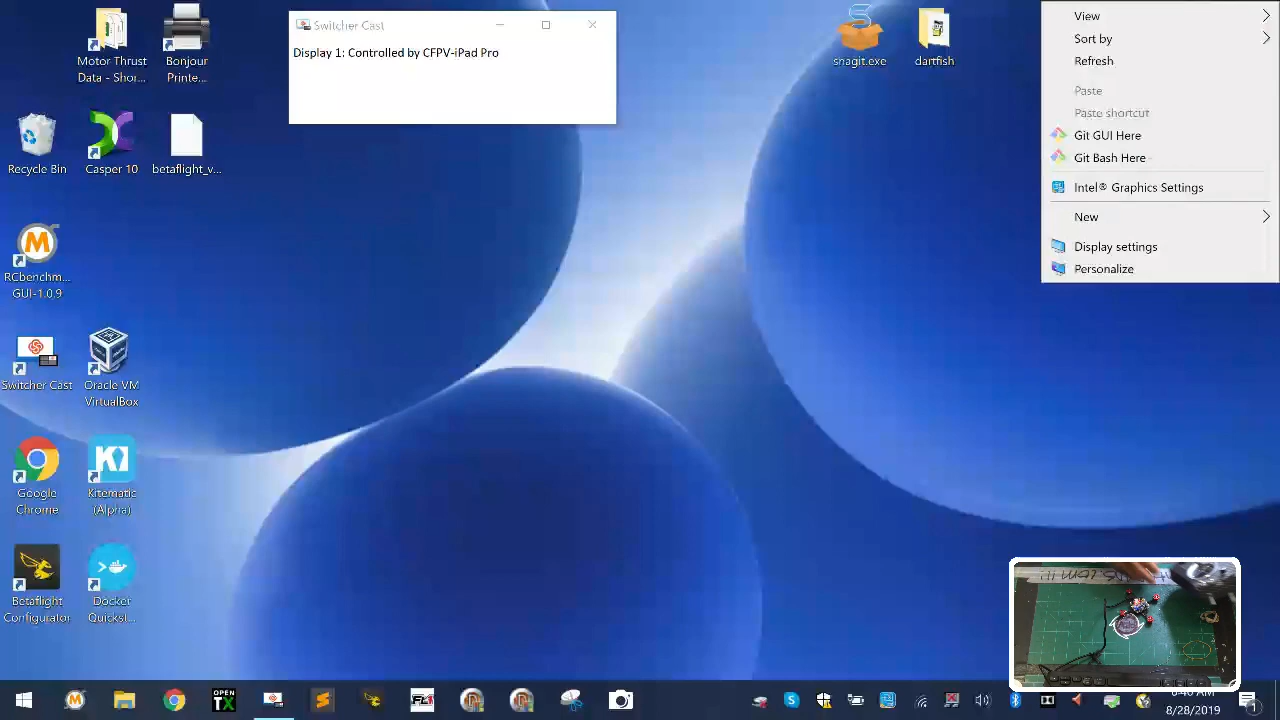 Motor Thrust
Data - Shor...
Bonjour
Printe...
Recycle Bin
Casper 10
betaflight_v...
RCbenchm...
GUI-1.0.9
Switcher Cast
Oracle VM
VirtualBox
Google
Chrome
Kitematic
(Alpha)
Betaflight
Configurator
Docker
Quickst...
Switcher Cast
Display 1: Controlled by CFPV-iPad Pro
snagit.exe
dartfish
View
Sort by
Refresh
Paste
Paste shortcut
Git GUI Here
Git Bash Here
Intel® Graphics Settings
New
Display settings
Personalize
OPEN
TX
8/28/2019